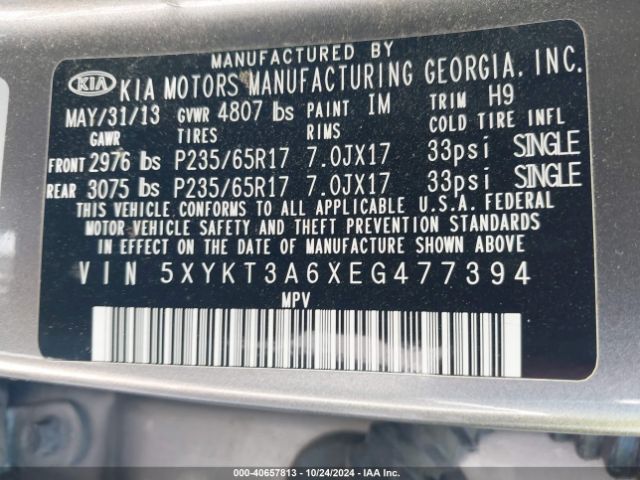 MANUFACTURED BY
KIA KIA MOTORS MANUFACTURING GEORGIA, INC.
MAY/31/13 GVWR 4807 lbs PAINT IM TRIM H9
GAWR TIRES RIMS COLD TIRE INFL
FRONT 2976 lbs P235/65R17 7.0JX17 33psi SINGLE
REAR 3075 lbs P235/65R17 7.0JX17 33psi SINGLE
THIS VEHICLE CONFORMS TO ALL APPLICABLE U.S.A. FEDERAL
MOTOR VEHICLE SAFETY AND THEFT PREVENTION STANDARDS
IN EFFECT ON THE DATE OF MANUFACTURE SHOWN ABOVE
VIN 5XYKT3A6XEG477394
MPV
000-40657813 - 10/24/2024 - IAA Inc.